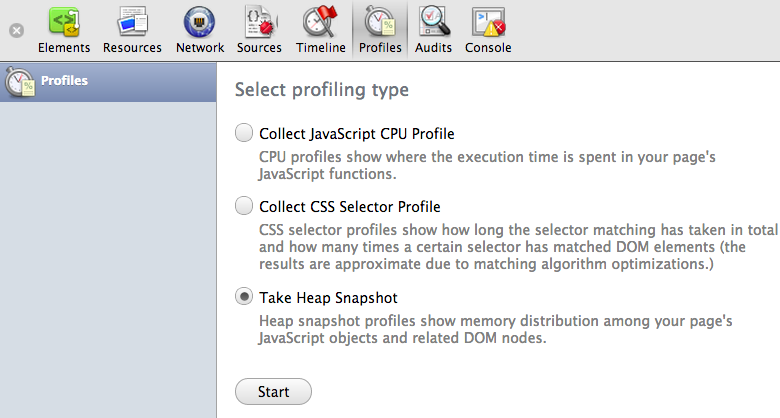 Elements Resources Network Sources Timeline Profiles Audits Console
Profiles
Select profiling type
Collect JavaScript CPU Profile
CPU profiles show where the execution time is spent in your page's
JavaScript functions.
Collect CSS Selector Profile
CSS selector profiles show how long the selector matching has taken in total
and how many times a certain selector has matched DOM elements (the
results are approximate due to matching algorithm optimizations.)
Take Heap Snapshot
Heap snapshot profiles show memory distribution among your page's
JavaScript objects and related DOM nodes.
Start